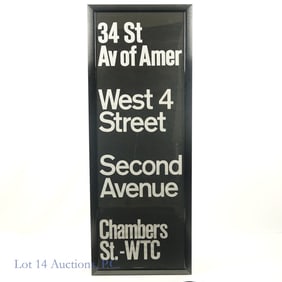 34 St
Av of Amer
West 4
Street
Second
Avenue
Chambers
St.-WTC
Lot 14 Auction